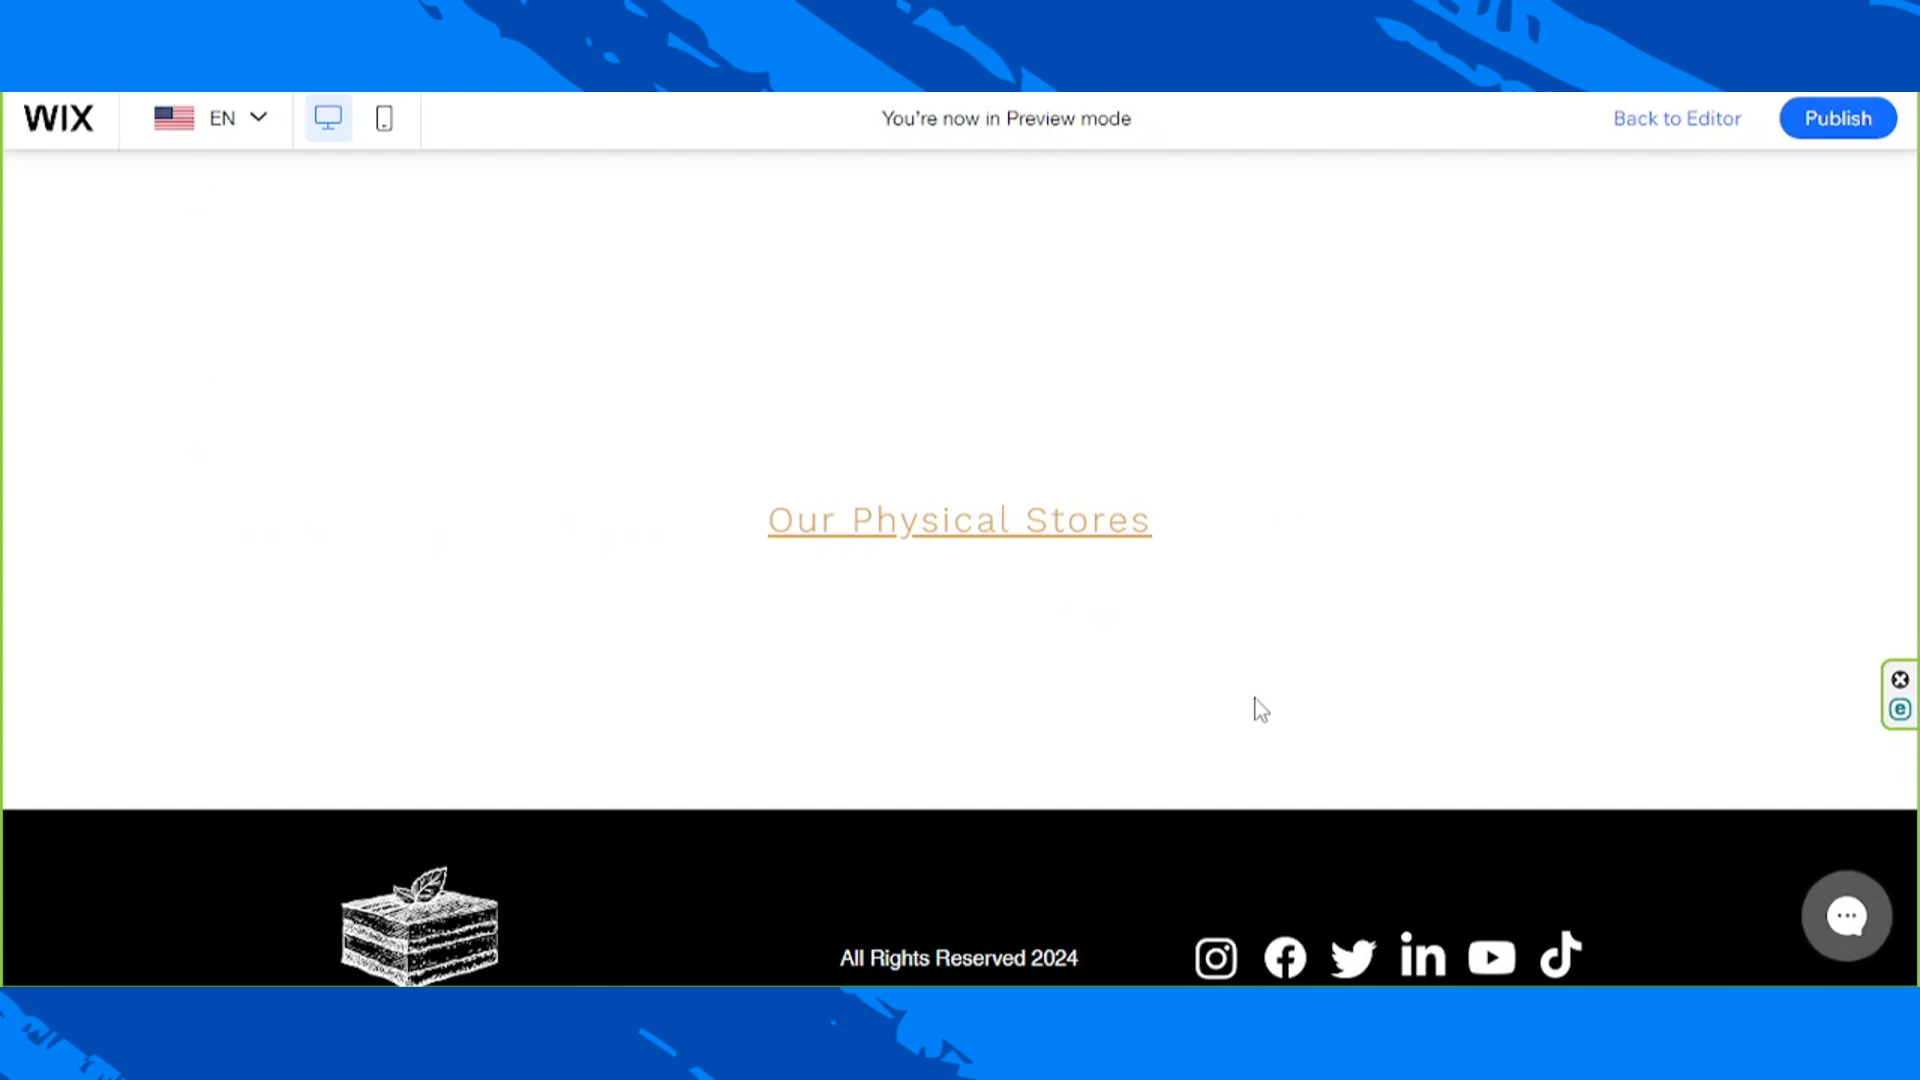 WIX
EN
You're now in Preview mode
Back to Editor
Publish
Our Physical Stores
All Rights Reserved 2024